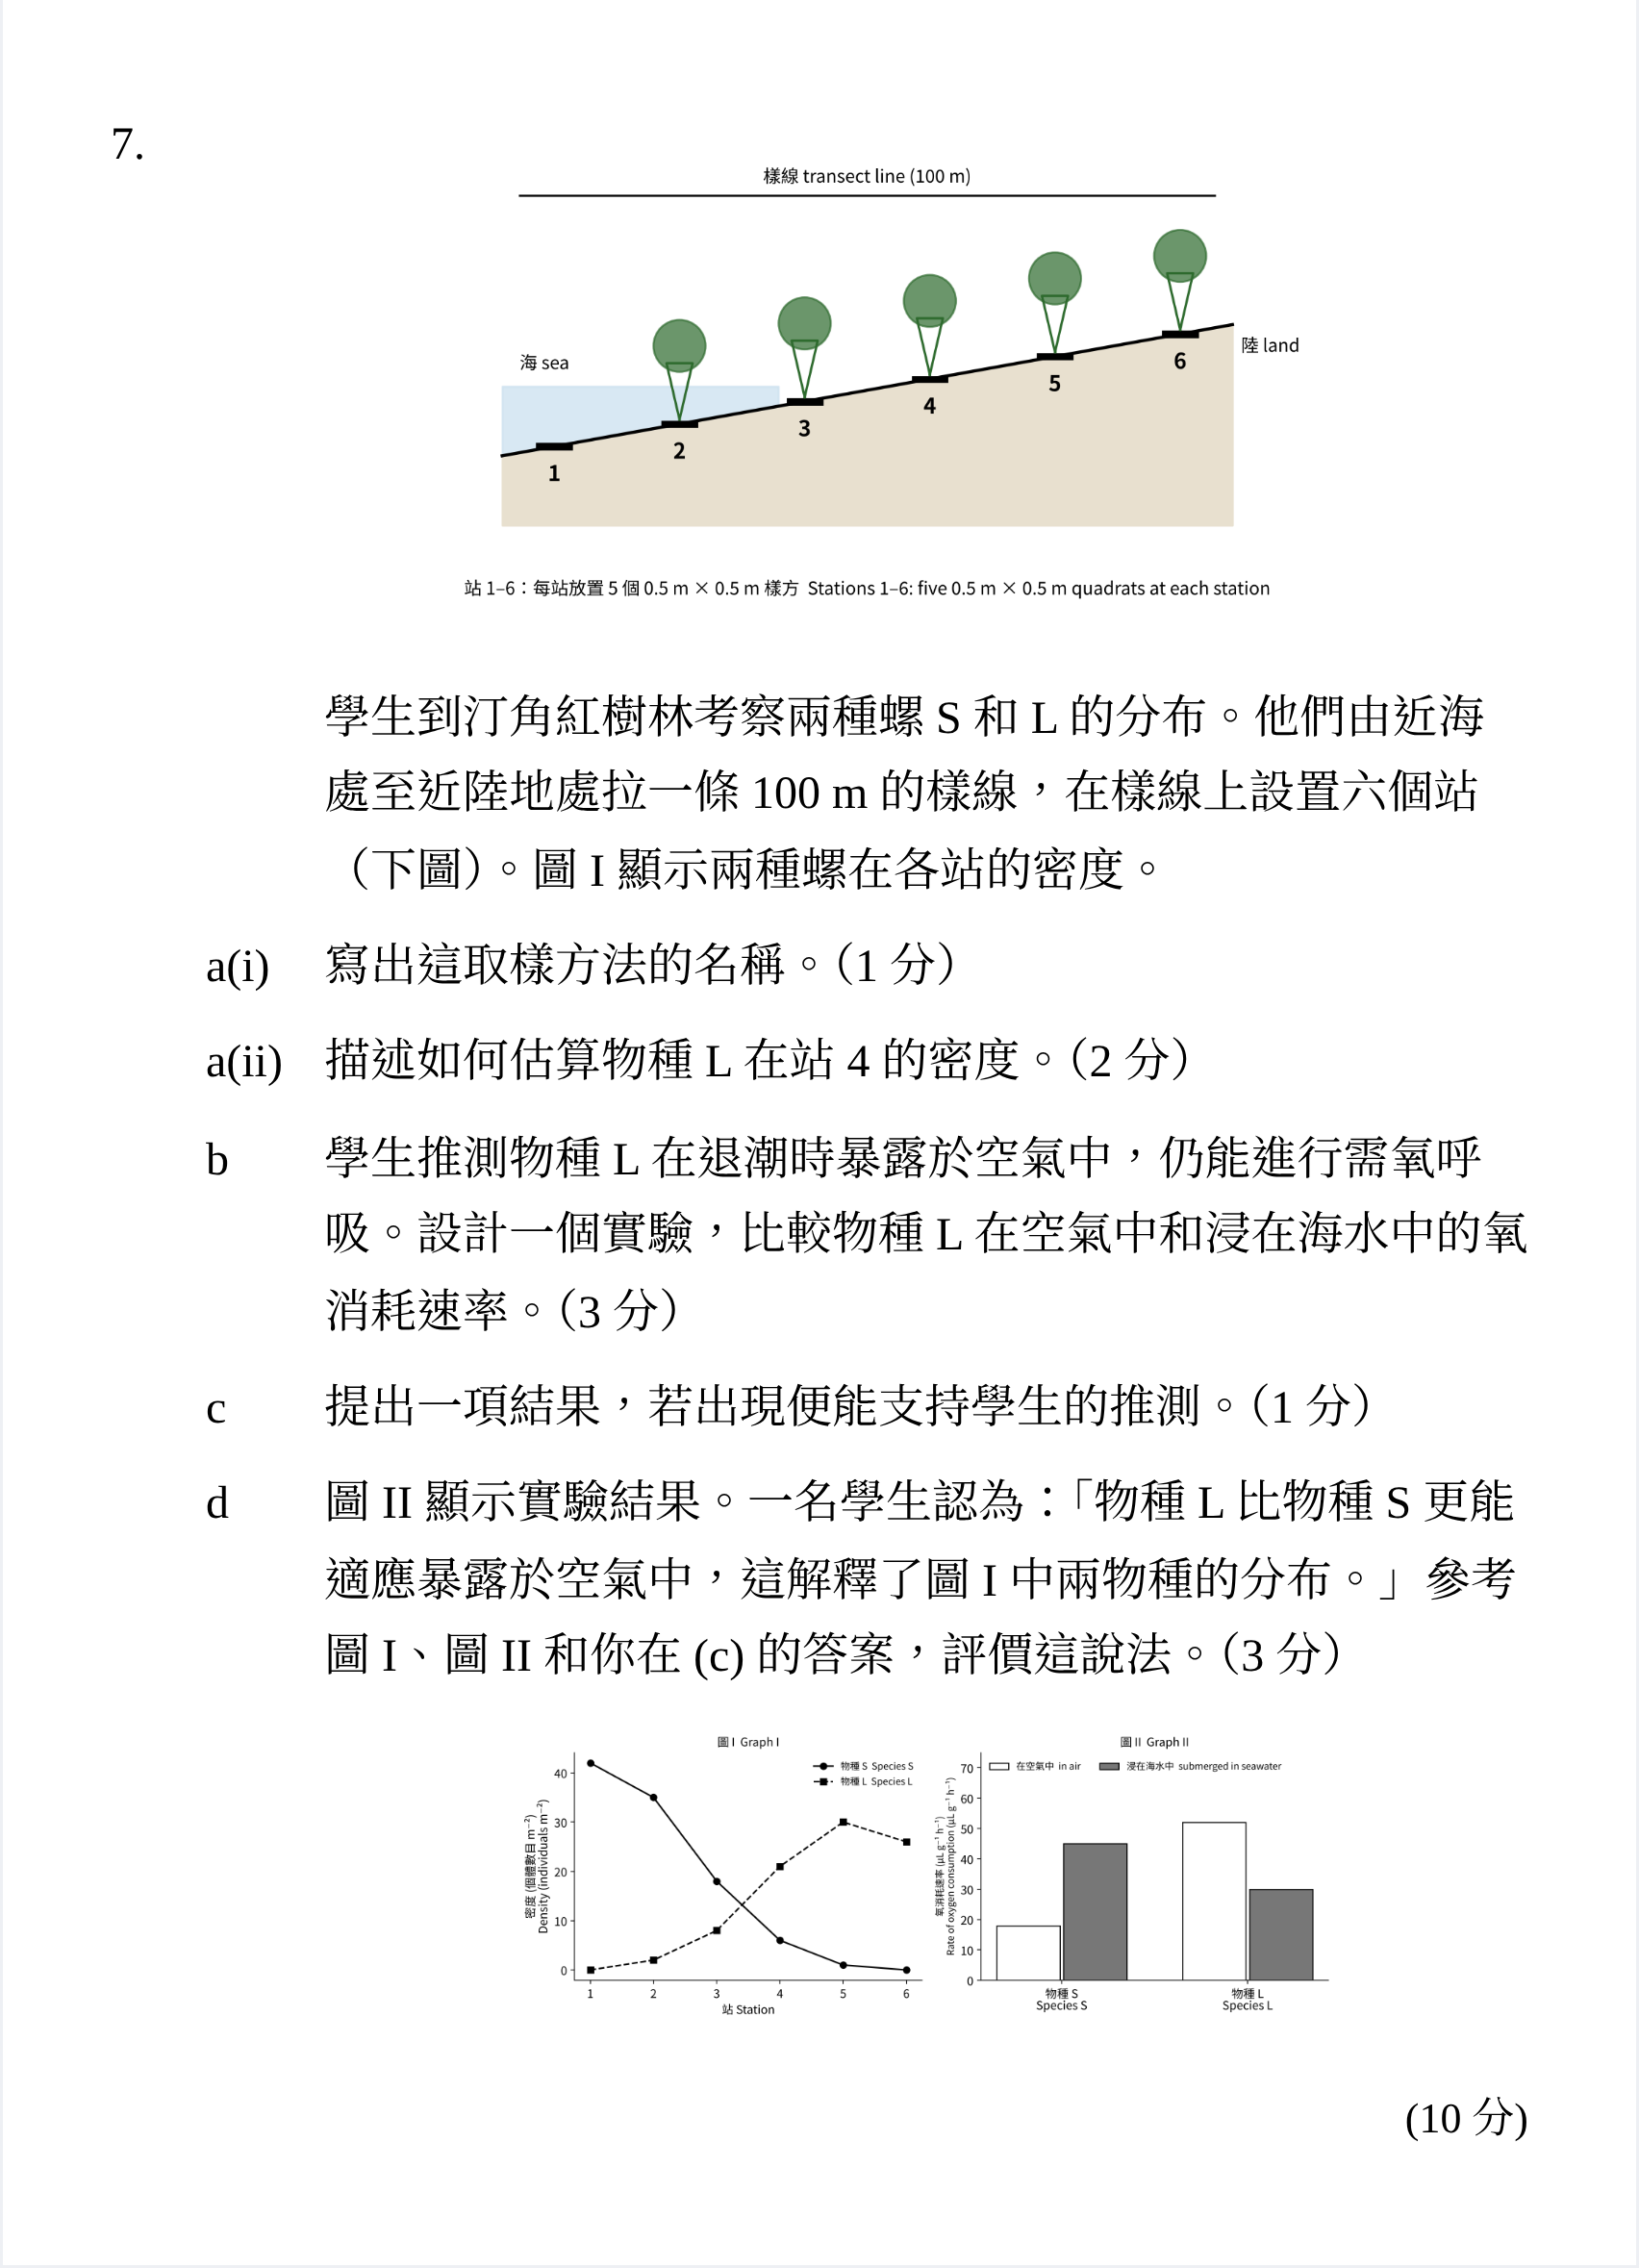 7.
樣線 transect line (100 m)
海 sea
陸 land
6
5
4
3
2
1
站 1–6：每站放置 5 個 0.5 m × 0.5 m 樣方 Stations 1–6: five 0.5 m × 0.5 m quadrats at each station
學生到汀角紅樹林考察兩種螺 S 和 L 的分布。他們由近海
處至近陸地處拉一條 100 m 的樣線，在樣線上設置六個站
（下圖）。圖 I 顯示兩種螺在各站的密度。
a(i) 寫出這取樣方法的名稱。（1 分）
a(ii) 描述如何估算物種 L 在站 4 的密度。（2 分）
b 學生推測物種 L 在退潮時暴露於空氣中，仍能進行需氧呼
吸。設計一個實驗，比較物種 L 在空氣中和浸在海水中的氧
消耗速率。（3 分）
c 提出一項結果，若出現便能支持學生的推測。（1 分）
d 圖 II 顯示實驗結果。一名學生認為：「物種 L 比物種 S 更能
適應暴露於空氣中，這解釋了圖 I 中兩物種的分布。」參考
圖 I、圖 II 和你在 (c) 的答案，評價這說法。（3 分）
圖 I Graph I
物種 S Species S
物種 L Species L
密度 (個體數目 m⁻²)
Density (individuals m⁻²)
40
30
20
10
0
1 2 3 4 5 6
站 Station
圖 II Graph II
在空氣中 in air
浸在海水中 submerged in seawater
氧消耗速率 (μL g⁻¹ h⁻¹)
Rate of oxygen consumption (μL g⁻¹ h⁻¹)
70
60
50
40
30
20
10
0
物種 S
Species S
物種 L
Species L
(10 分)